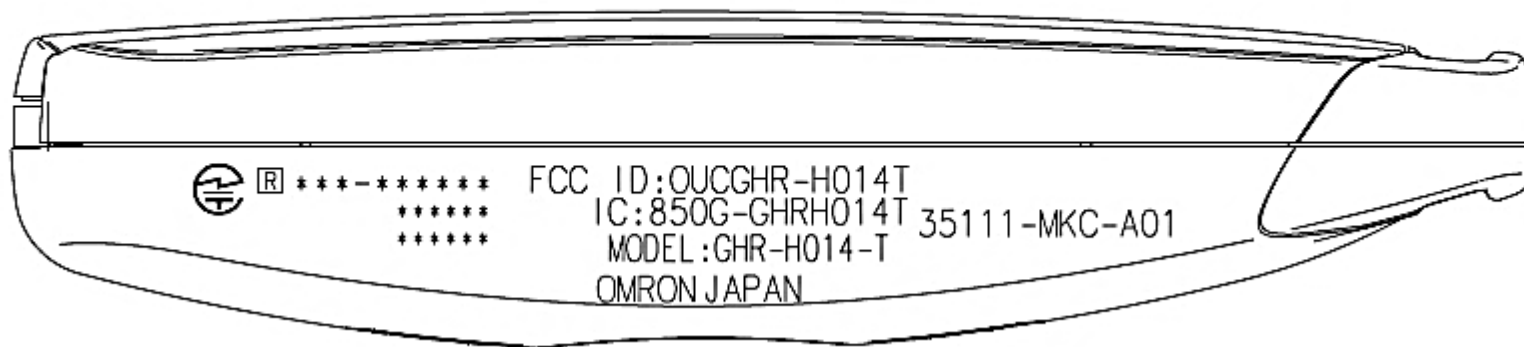 R ***-****** FCC ID:OUCGHR-H014T
****** IC:850G-GHRH014T 35111-MKC-A01
****** MODEL:GHR-H014-T
OMRON JAPAN